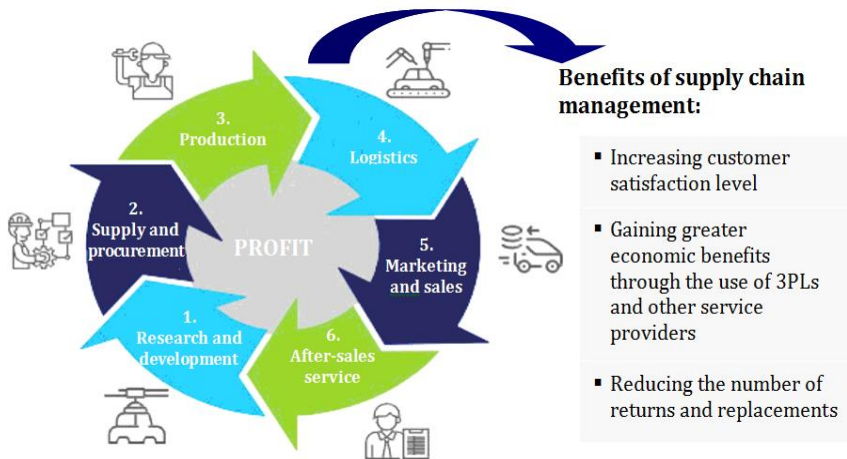 1.
Research and
development
2.
Supply and
procurement
3.
Production
4.
Logistics
5.
Marketing
and sales
6.
After-sales
service
PROFIT
Benefits of supply chain
management:
▪ Increasing customer
satisfaction level
▪ Gaining greater
economic benefits
through the use of 3PLs
and other service
providers
▪ Reducing the number of
returns and replacements